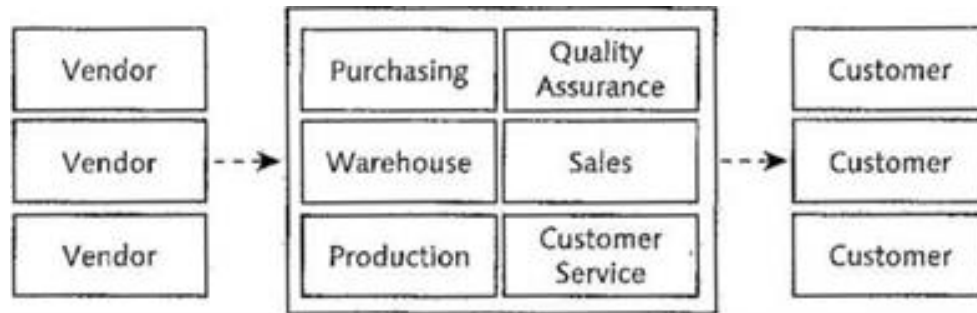 Vendor
Vendor
Vendor
Purchasing
Quality
Assurance
Warehouse
Sales
Production
Customer
Service
Customer
Customer
Customer